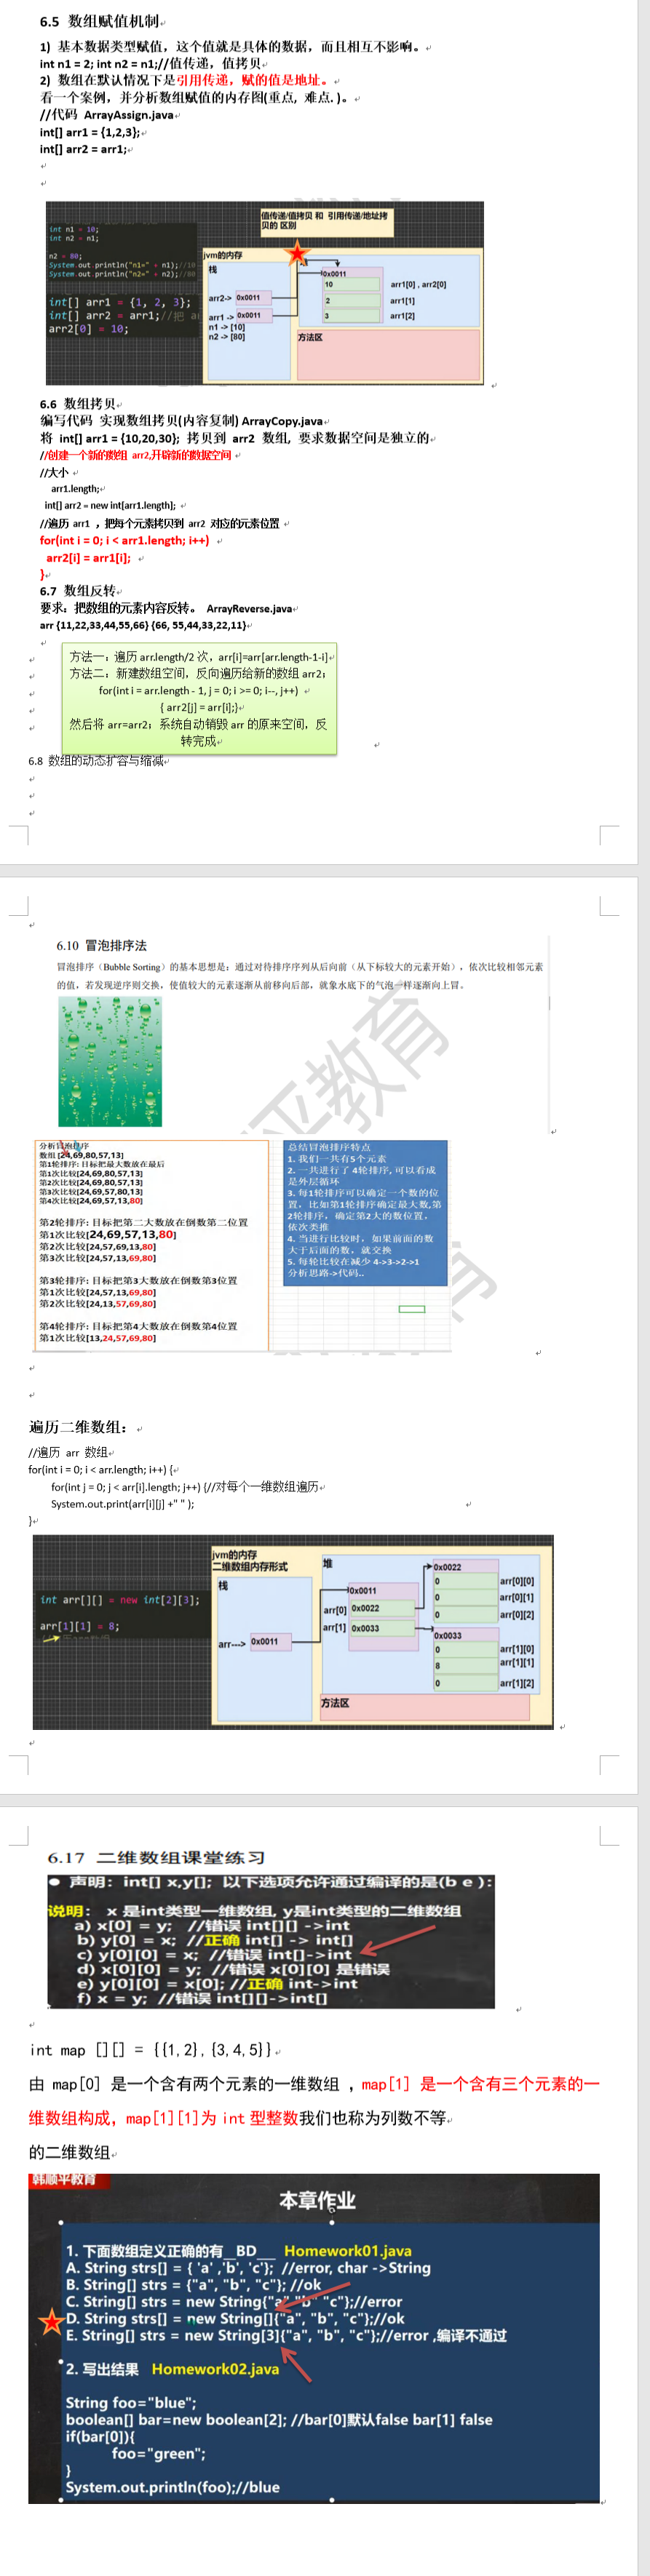 6.5 数组赋值机制
1) 基本数据类型赋值，这个值就是具体的数据，而且相互不影响。
int n1 = 2; int n2 = n1;//值传递，值拷贝
2) 数组在默认情况下是引用传递，赋的值是地址。
看一个案例，并分析数组赋值的内存图(重点, 难点. )。
//代码 ArrayAssign.java
int[] arr1 = {1,2,3};
int[] arr2 = arr1;
值传递/值拷贝 和 引用传递/地址拷
贝的 区别
int n1 = 10;
int n2 = n1;
n2 = 80;
System.out.println("n1=" + n1);//10
System.out.println("n2=" + n2);//80
int[] arr1 = {1, 2, 3};
int[] arr2 = arr1;//把 a
arr2[0] = 10;
jvm的内存
栈
arr2-> 0x0011
arr1 -> 0x0011
n1 -> [10]
n2 -> [80]
0x0011
10 arr1[0] , arr2[0]
2 arr1[1]
3 arr1[2]
方法区
6.6 数组拷贝
编写代码 实现数组拷贝(内容复制) ArrayCopy.java
将 int[] arr1 = {10,20,30}; 拷贝到 arr2 数组, 要求数据空间是独立的
//创建一个新的数组 arr2,开辟新的数据空间
//大小
arr1.length;
int[] arr2 = new int[arr1.length];
//遍历 arr1 ，把每个元素拷贝到 arr2 对应的元素位置
for(int i = 0; i < arr1.length; i++)
arr2[i] = arr1[i];
}
6.7 数组反转
要求：把数组的元素内容反转。 ArrayReverse.java
arr {11,22,33,44,55,66} {66, 55,44,33,22,11}
方法一：遍历 arr.length/2 次，arr[i]=arr[arr.length-1-i]
方法二：新建数组空间，反向遍历给新的数组 arr2;
for(int i = arr.length - 1, j = 0; i >= 0; i--, j++)
{ arr2[j] = arr[i];}
然后将 arr=arr2；系统自动销毁 arr 的原来空间，反
转完成
6.8 数组的动态扩容与缩减
6.10 冒泡排序法
冒泡排序（Bubble Sorting）的基本思想是：通过对待排序序列从后向前（从下标较大的元素开始），依次比较相邻元素
的值，若发现逆序则交换，使值较大的元素逐渐从前移向后部，就象水底下的气泡一样逐渐向上冒。
平教育
育
分析冒泡排序
数组 [24,69,80,57,13]
第1轮排序: 目标把最大数放在最后
第1次比较[24,69,80,57,13]
第2次比较[24,69,80,57,13]
第3次比较[24,69,57,80,13]
第4次比较[24,69,57,13,80]
第2轮排序: 目标把第二大数放在倒数第二位置
第1次比较[24,69,57,13,80]
第2次比较[24,57,69,13,80]
第3次比较[24,57,13,69,80]
第3轮排序: 目标把第3大数放在倒数第3位置
第1次比较[24,57,13,69,80]
第2次比较[24,13,57,69,80]
第4轮排序: 目标把第4大数放在倒数第4位置
第1次比较[13,24,57,69,80]
总结冒泡排序特点
1. 我们一共有5个元素
2. 一共进行了 4轮排序, 可以看成
是外层循环
3. 每1轮排序可以确定一个数的位
置，比如第1轮排序确定最大数,第
2轮排序，确定第2大的数位置，
依次类推
4. 当进行比较时，如果前面的数
大于后面的数，就交换
5. 每轮比较在减少 4->3->2->1
分析思路->代码..
遍历二维数组：
//遍历 arr 数组
for(int i = 0; i < arr.length; i++) {
for(int j = 0; j < arr[i].length; j++) {//对每个一维数组遍历
System.out.print(arr[i][j] +" " );
}
int arr[][] = new int[2][3];
arr[1][1] = 8;
jvm的内存
二维数组内存形式
栈
arr---> 0x0011
堆
0x0011
arr[0] 0x0022
arr[1] 0x0033
0x0022
0 arr[0][0]
0 arr[0][1]
0 arr[0][2]
0x0033
0 arr[1][0]
8 arr[1][1]
0 arr[1][2]
方法区
6.17 二维数组课堂练习
● 声明：int[] x,y[]; 以下选项允许通过编译的是(b e )：
说明： x 是int类型一维数组, y是int类型的二维数组
a) x[0] = y; //错误 int[][] ->int
b) y[0] = x; //正确 int[] -> int[]
c) y[0][0] = x; //错误 int[]->int
d) x[0][0] = y; //错误 x[0][0] 是错误
e) y[0][0] = x[0]; //正确 int->int
f) x = y; //错误 int[][]->int[]
int map [][] = {{1,2},{3,4,5}}
由 map[0] 是一个含有两个元素的一维数组 ，map[1] 是一个含有三个元素的一
维数组构成，map[1][1]为 int 型整数我们也称为列数不等
的二维数组
韩顺平教育
本章作业
1. 下面数组定义正确的有__BD___ Homework01.java
A. String strs[] = { 'a' ,'b', 'c'}; //error, char ->String
B. String[] strs = {"a", "b", "c"}; //ok
C. String[] strs = new String{"a" "b" "c"};//error
D. String strs[] = new String[]{"a", "b", "c"};//ok
E. String[] strs = new String[3]{"a", "b", "c"};//error ,编译不通过
2. 写出结果 Homework02.java
String foo="blue";
boolean[] bar=new boolean[2]; //bar[0]默认false bar[1] false
if(bar[0]){
foo="green";
}
System.out.println(foo);//blue